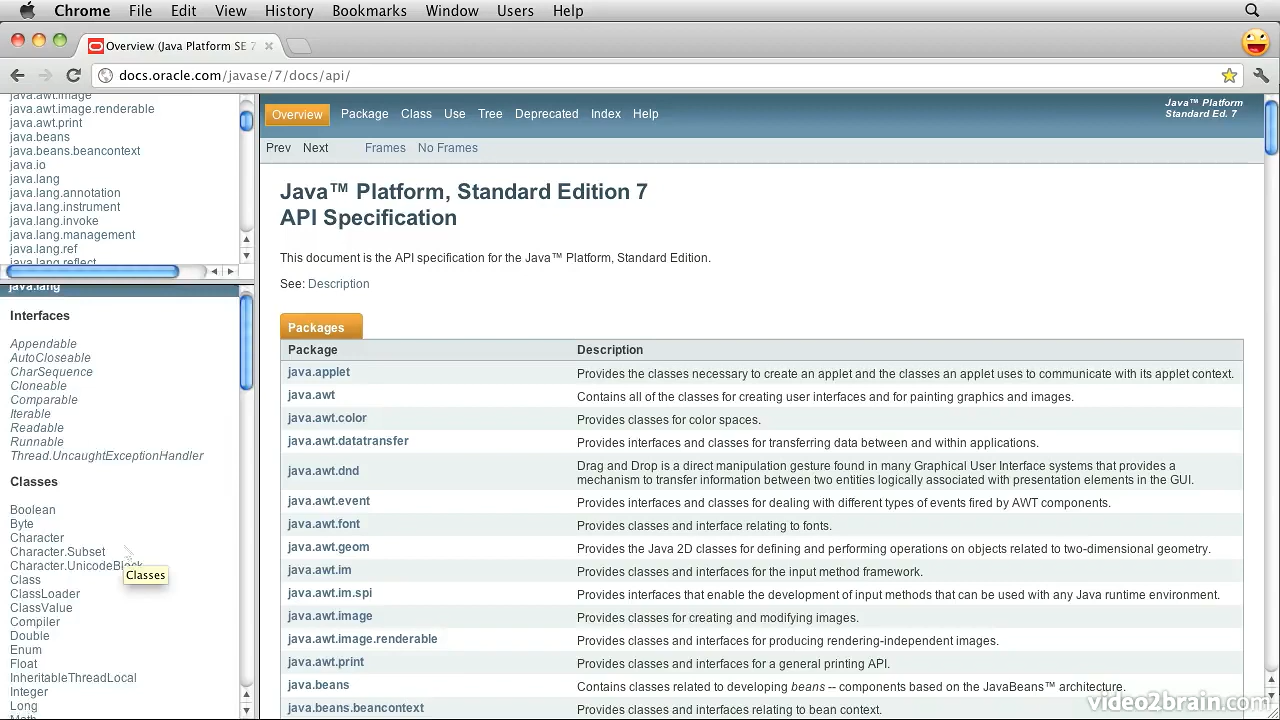 Chrome File Edit View History Bookmarks Window Users Help
Overview (Java Platform SE 7
docs.oracle.com/javase/7/docs/api/
java.awt.image
java.awt.image.renderable
java.awt.print
java.beans
java.beans.beancontext
java.io
java.lang
java.lang.annotation
java.lang.instrument
java.lang.invoke
java.lang.management
java.lang.ref
java.lang.reflect
java.lang
Interfaces
Appendable
AutoCloseable
CharSequence
Cloneable
Comparable
Iterable
Readable
Runnable
Thread.UncaughtExceptionHandler
Classes
Boolean
Byte
Character
Character.Subset
Character.UnicodeBlock
Classes
Class
ClassLoader
ClassValue
Compiler
Double
Enum
Float
InheritableThreadLocal
Integer
Long
Math
Overview Package Class Use Tree Deprecated Index Help
Java™ Platform
Standard Ed. 7
Prev Next Frames No Frames
Java™ Platform, Standard Edition 7
API Specification
This document is the API specification for the Java™ Platform, Standard Edition.
See: Description
Packages
Package Description
java.applet Provides the classes necessary to create an applet and the classes an applet uses to communicate with its applet context.
java.awt Contains all of the classes for creating user interfaces and for painting graphics and images.
java.awt.color Provides classes for color spaces.
java.awt.datatransfer Provides interfaces and classes for transferring data between and within applications.
java.awt.dnd Drag and Drop is a direct manipulation gesture found in many Graphical User Interface systems that provides a
mechanism to transfer information between two entities logically associated with presentation elements in the GUI.
java.awt.event Provides interfaces and classes for dealing with different types of events fired by AWT components.
java.awt.font Provides classes and interface relating to fonts.
java.awt.geom Provides the Java 2D classes for defining and performing operations on objects related to two-dimensional geometry.
java.awt.im Provides classes and interfaces for the input method framework.
java.awt.im.spi Provides interfaces that enable the development of input methods that can be used with any Java runtime environment.
java.awt.image Provides classes for creating and modifying images.
java.awt.image.renderable Provides classes and interfaces for producing rendering-independent images.
java.awt.print Provides classes and interfaces for a general printing API.
java.beans Contains classes related to developing beans -- components based on the JavaBeans™ architecture.
java.beans.beancontext Provides classes and interfaces relating to bean context.
video2brain.com